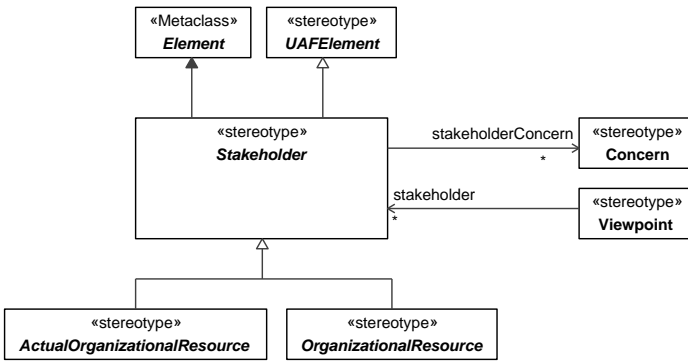 «Metaclass»
Element
«stereotype»
UAFElement
«stereotype»
Stakeholder
stakeholderConcern
*
«stereotype»
Concern
stakeholder
*
«stereotype»
Viewpoint
«stereotype»
ActualOrganizationalResource
«stereotype»
OrganizationalResource